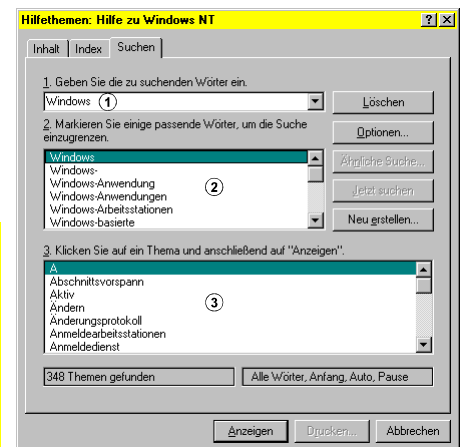 Hilfethemen: Hilfe zu Windows NT
Inhalt Index Suchen
1. Geben Sie die zu suchenden Wörter ein.
Windows 1
Löschen
2. Markieren Sie einige passende Wörter, um die Suche
einzugrenzen.
Optionen...
Windows
Windows-
Windows-Anwendung
Windows-Anwendungen
Windows-Arbeitsstationen
Windows-basierte
2
Ähnliche Suche...
Jetzt suchen
Neu erstellen...
3. Klicken Sie auf ein Thema und anschließend auf "Anzeigen".
A
Abschnittsvorspann
Aktiv
Ändern
Änderungsprotokoll
Anmeldearbeitsstationen
Anmeldedienst
3
348 Themen gefunden
Alle Wörter, Anfang, Auto, Pause
Anzeigen Drucken... Abbrechen